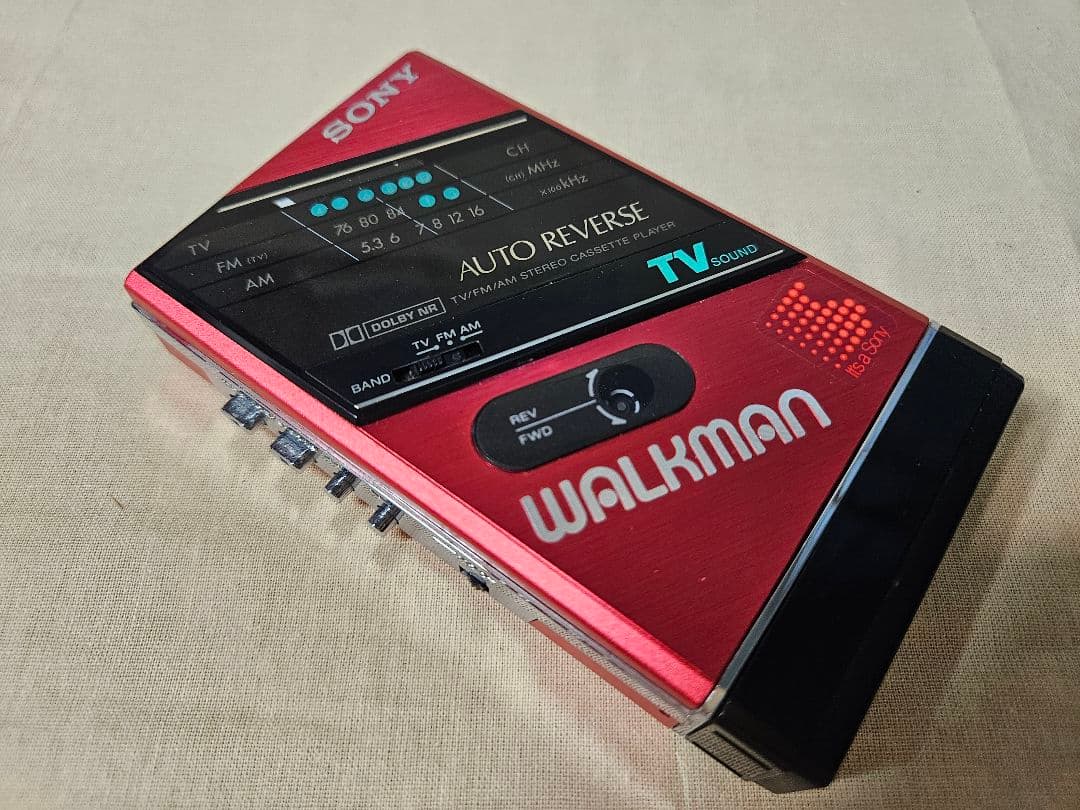 SONY
CH
TV
76 80 84 (CH) MHz
FM (TV)
5.3 6 7 8 12 16 X100kHz
AM
AUTO REVERSE
TV/FM/AM STEREO CASSETTE PLAYER
DOLBY NR
TV SOUND
TV FM AM
BAND
REV
FWD
It's a Sony
WALKMAN